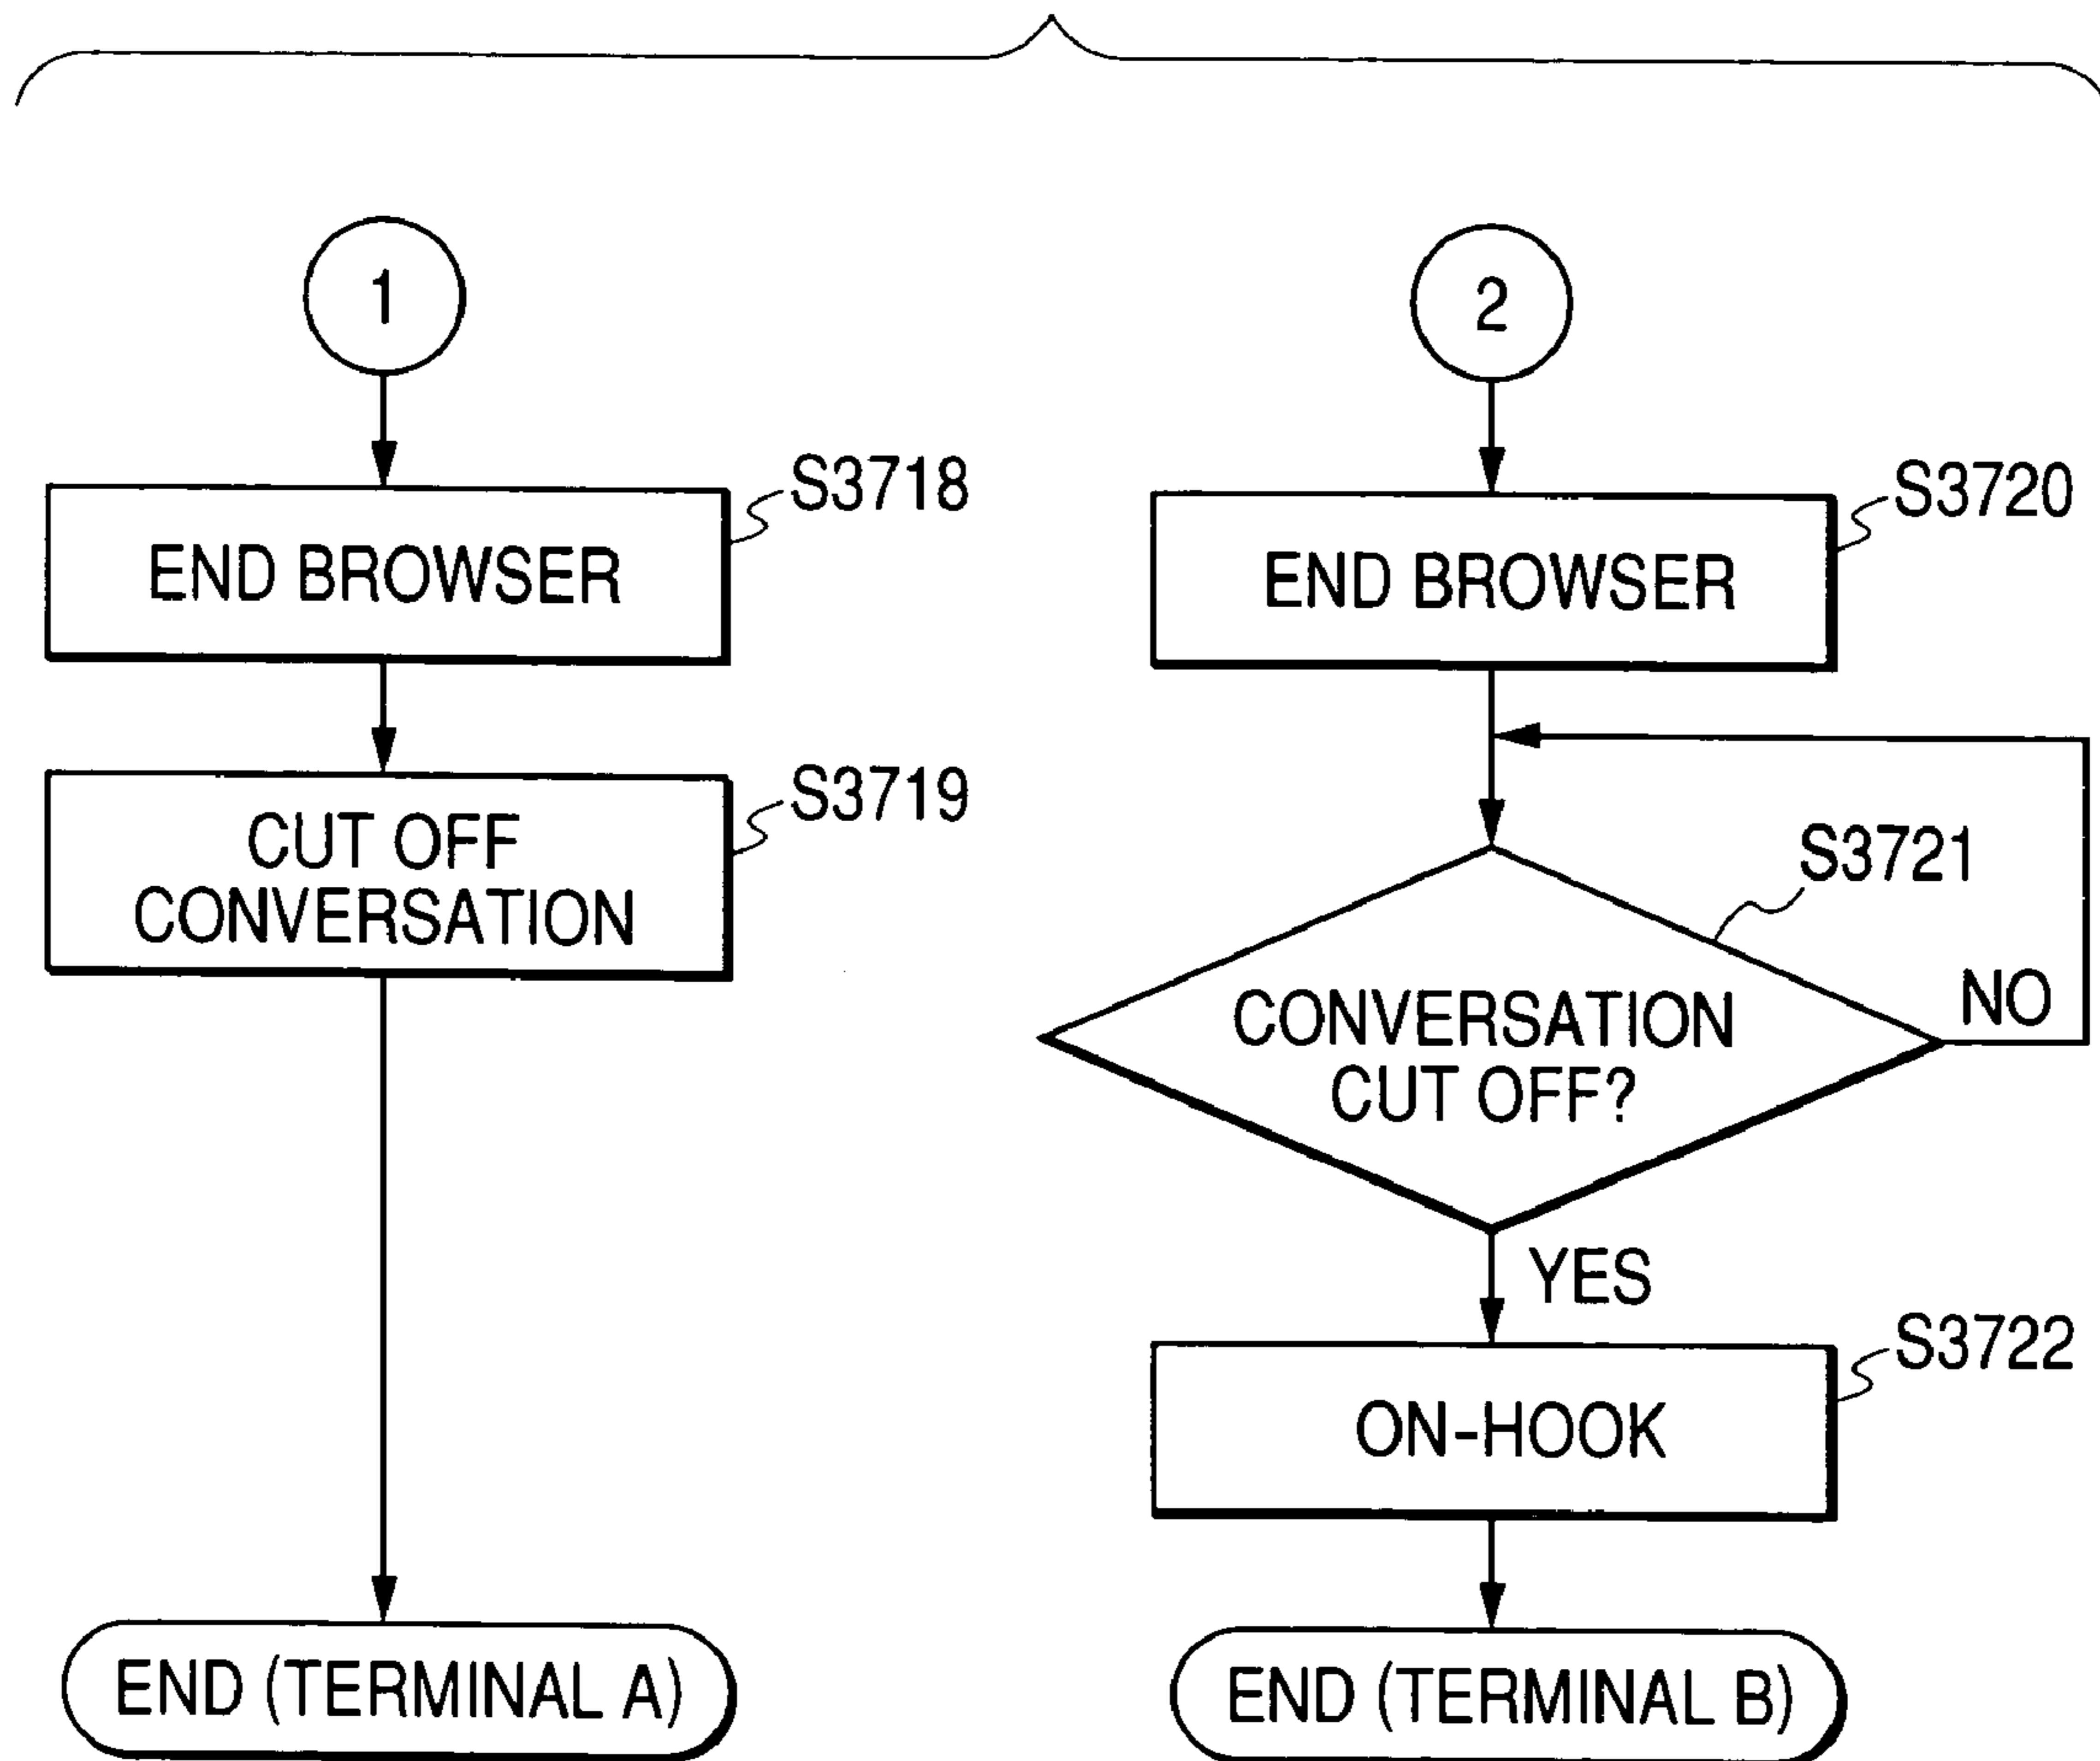 1
S3718
END BROWSER
S3719
CUT OFF
CONVERSATION
END (TERMINAL A)
2
S3720
END BROWSER
S3721
CONVERSATION
CUT OFF?
NO
YES
S3722
ON-HOOK
END (TERMINAL B)